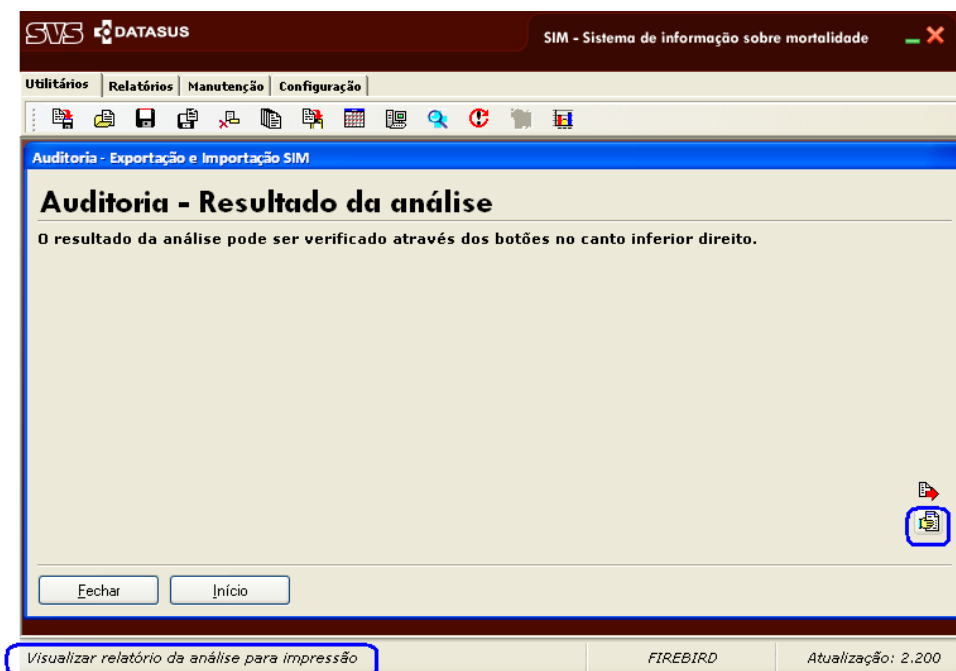 SVS DATASUS
SIM - Sistema de informação sobre mortalidade
Utilitários Relatórios Manutenção Configuração
Auditoria - Exportação e Importação SIM
Auditoria - Resultado da análise
O resultado da análise pode ser verificado através dos botões no canto inferior direito.
Fechar Início
Visualizar relatório da análise para impressão FIREBIRD Atualização: 2.200